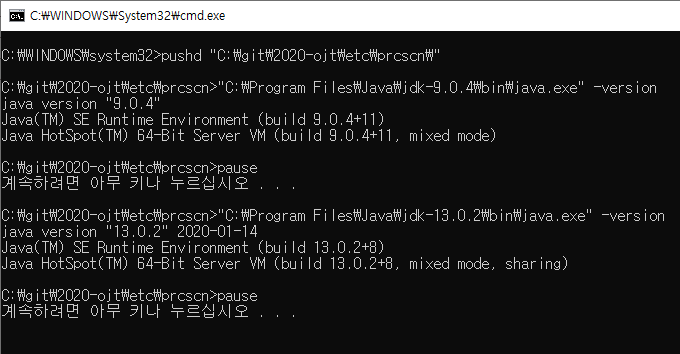 C:₩WINDOWS₩System32₩cmd.exe
C:₩WINDOWS₩system32>pushd "C:₩git₩2020-ojt₩etc₩prcscn₩"
C:₩git₩2020-ojt₩etc₩prcscn>"C:₩Program Files₩Java₩jdk-9.0.4₩bin₩java.exe" -version
java version "9.0.4"
Java(TM) SE Runtime Environment (build 9.0.4+11)
Java HotSpot(TM) 64-Bit Server VM (build 9.0.4+11, mixed mode)
C:₩git₩2020-ojt₩etc₩prcscn>pause
계속하려면 아무 키나 누르십시오 . . .
C:₩git₩2020-ojt₩etc₩prcscn>"C:₩Program Files₩Java₩jdk-13.0.2₩bin₩java.exe" -version
java version "13.0.2" 2020-01-14
Java(TM) SE Runtime Environment (build 13.0.2+8)
Java HotSpot(TM) 64-Bit Server VM (build 13.0.2+8, mixed mode, sharing)
C:₩git₩2020-ojt₩etc₩prcscn>pause
계속하려면 아무 키나 누르십시오 . . .